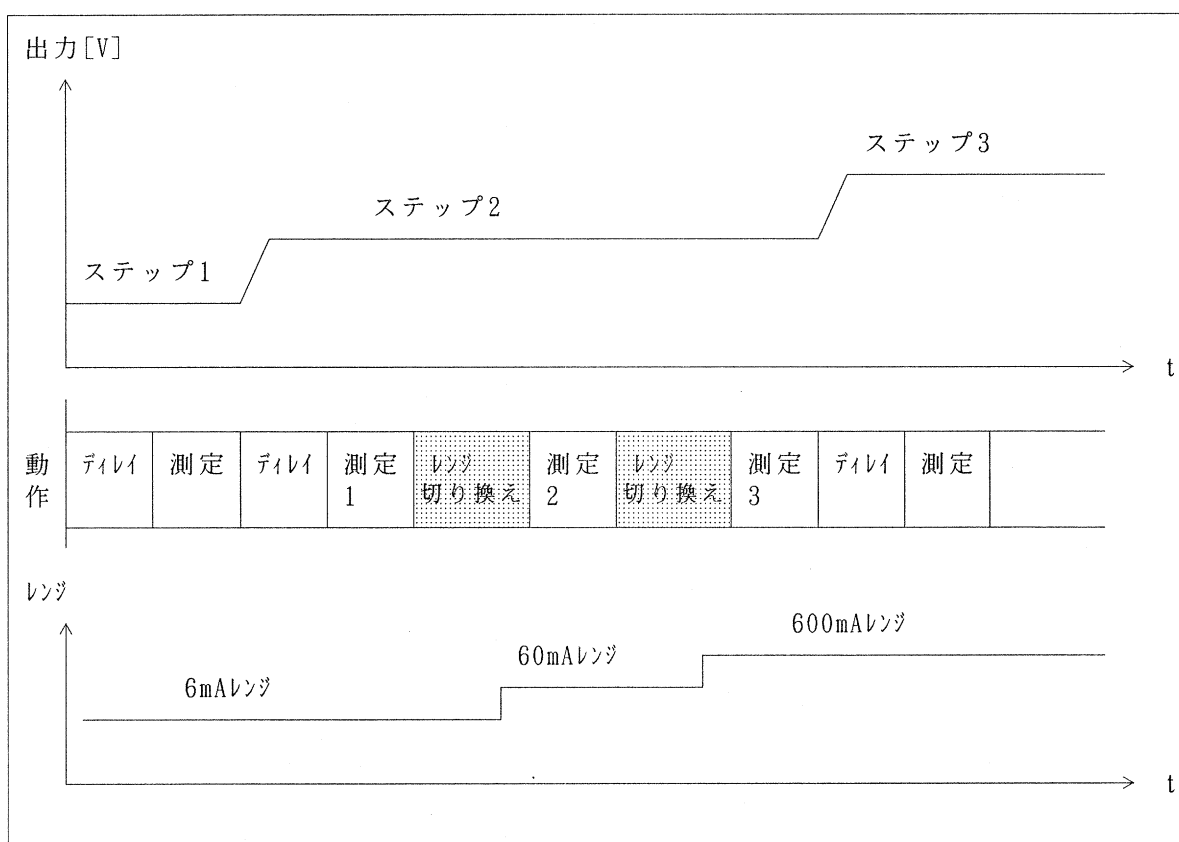 出力[V]
ステップ3
ステップ2
ステップ1
t
動作
ディレイ
測定
ディレイ
測定
1
レンジ
切り換え
測定
2
レンジ
切り換え
測定
3
ディレイ
測定
レンジ
600mAレンジ
60mAレンジ
6mAレンジ
t